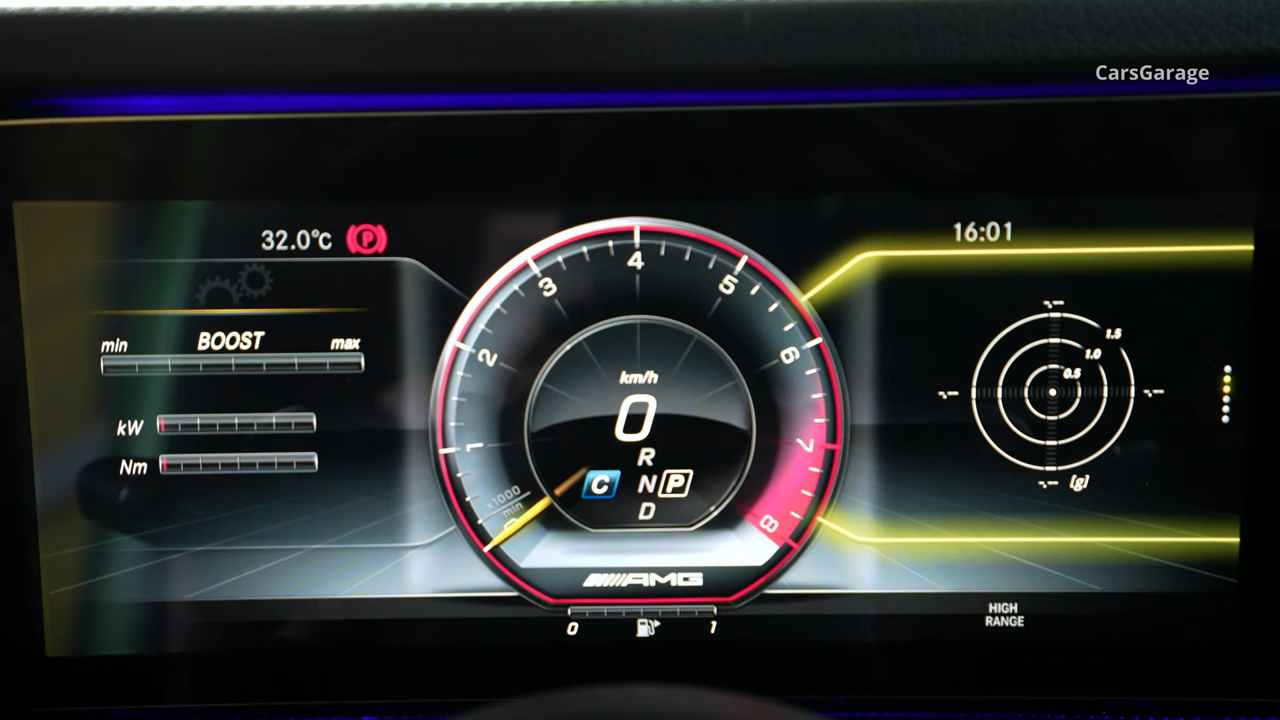 CarsGarage
32.0°C
P
16:01
min BOOST max
kW
Nm
0 1 2 3 4 5 6 7 8
x1000
min
km/h
0
R
C N P
D
AMG
0 1
1.5
1.0
0.5
-.-- -.--
-.-- [g]
HIGH
RANGE